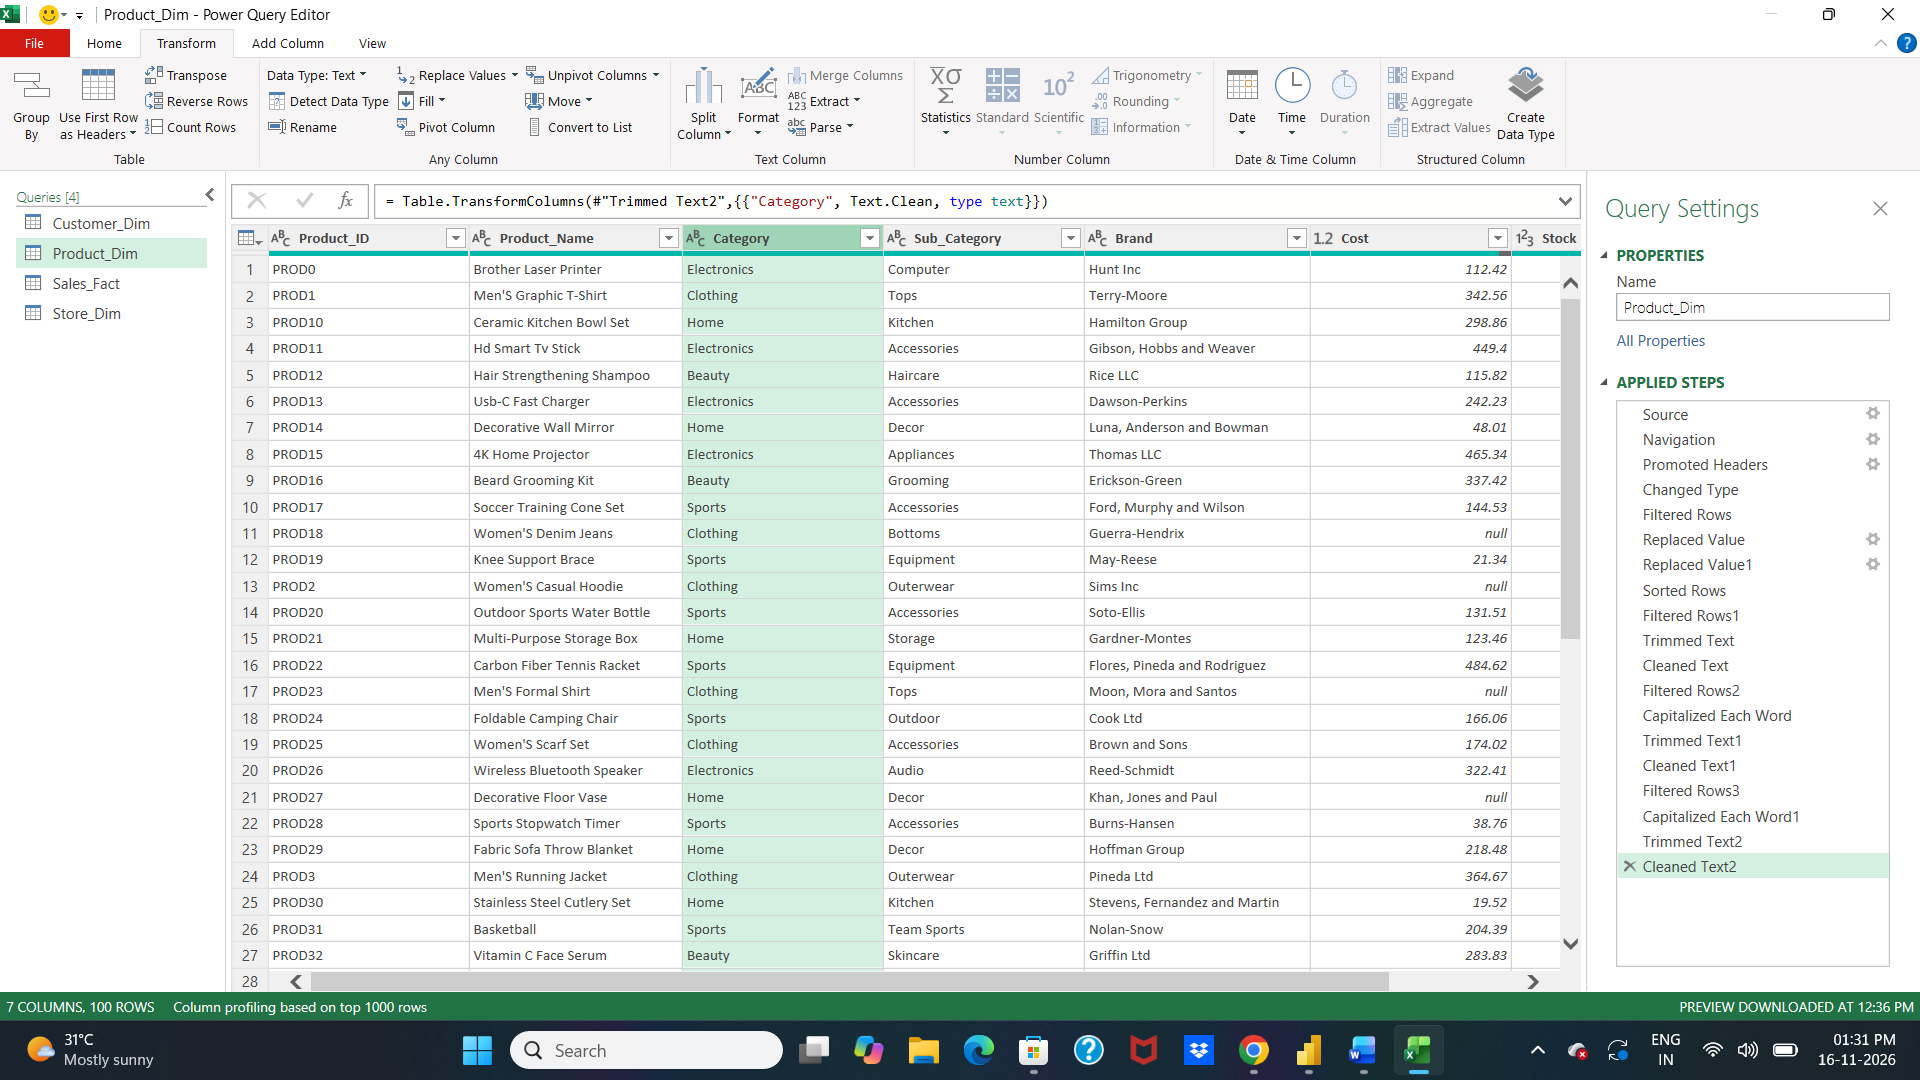 Product_Dim - Power Query Editor
File Home Transform Add Column View
Group By
Use First Row as Headers
Transpose
Reverse Rows
Count Rows
Table
Data Type: Text
Detect Data Type
Rename
Replace Values
Fill
Pivot Column
Unpivot Columns
Move
Convert to List
Any Column
Split Column
Format
Merge Columns
Extract
Parse
Text Column
Statistics
Standard
Scientific
Trigonometry
Rounding
Information
Number Column
Date
Time
Duration
Date & Time Column
Expand
Aggregate
Extract Values
Create Data Type
Structured Column
Queries [4]
Customer_Dim
Product_Dim
Sales_Fact
Store_Dim
fx = Table.TransformColumns(#"Trimmed Text2",{{"Category", Text.Clean, type text}})
Product_ID Product_Name Category Sub_Category Brand 1.2 Cost 123 Stock
1 PROD0 Brother Laser Printer Electronics Computer Hunt Inc 112.42
2 PROD1 Men'S Graphic T-Shirt Clothing Tops Terry-Moore 342.56
3 PROD10 Ceramic Kitchen Bowl Set Home Kitchen Hamilton Group 298.86
4 PROD11 Hd Smart Tv Stick Electronics Accessories Gibson, Hobbs and Weaver 449.4
5 PROD12 Hair Strengthening Shampoo Beauty Haircare Rice LLC 115.82
6 PROD13 Usb-C Fast Charger Electronics Accessories Dawson-Perkins 242.23
7 PROD14 Decorative Wall Mirror Home Decor Luna, Anderson and Bowman 48.01
8 PROD15 4K Home Projector Electronics Appliances Thomas LLC 465.34
9 PROD16 Beard Grooming Kit Beauty Grooming Erickson-Green 337.42
10 PROD17 Soccer Training Cone Set Sports Accessories Ford, Murphy and Wilson 144.53
11 PROD18 Women'S Denim Jeans Clothing Bottoms Guerra-Hendrix null
12 PROD19 Knee Support Brace Sports Equipment May-Reese 21.34
13 PROD2 Women'S Casual Hoodie Clothing Outerwear Sims Inc null
14 PROD20 Outdoor Sports Water Bottle Sports Accessories Soto-Ellis 131.51
15 PROD21 Multi-Purpose Storage Box Home Storage Gardner-Montes 123.46
16 PROD22 Carbon Fiber Tennis Racket Sports Equipment Flores, Pineda and Rodriguez 484.62
17 PROD23 Men'S Formal Shirt Clothing Tops Moon, Mora and Santos null
18 PROD24 Foldable Camping Chair Sports Outdoor Cook Ltd 166.06
19 PROD25 Women'S Scarf Set Clothing Accessories Brown and Sons 174.02
20 PROD26 Wireless Bluetooth Speaker Electronics Audio Reed-Schmidt 322.41
21 PROD27 Decorative Floor Vase Home Decor Khan, Jones and Paul null
22 PROD28 Sports Stopwatch Timer Sports Accessories Burns-Hansen 38.76
23 PROD29 Fabric Sofa Throw Blanket Home Decor Hoffman Group 218.48
24 PROD3 Men'S Running Jacket Clothing Outerwear Pineda Ltd 364.67
25 PROD30 Stainless Steel Cutlery Set Home Kitchen Stevens, Fernandez and Martin 19.52
26 PROD31 Basketball Sports Team Sports Nolan-Snow 204.39
27 PROD32 Vitamin C Face Serum Beauty Skincare Griffin Ltd 283.83
28
Query Settings
PROPERTIES
Name
Product_Dim
All Properties
APPLIED STEPS
Source
Navigation
Promoted Headers
Changed Type
Filtered Rows
Replaced Value
Replaced Value1
Sorted Rows
Filtered Rows1
Trimmed Text
Cleaned Text
Filtered Rows2
Capitalized Each Word
Trimmed Text1
Cleaned Text1
Filtered Rows3
Capitalized Each Word1
Trimmed Text2
Cleaned Text2
7 COLUMNS, 100 ROWS Column profiling based on top 1000 rows PREVIEW DOWNLOADED AT 12:36 PM
31°C
Mostly sunny
Search
ENG
IN
01:31 PM
16-11-2026